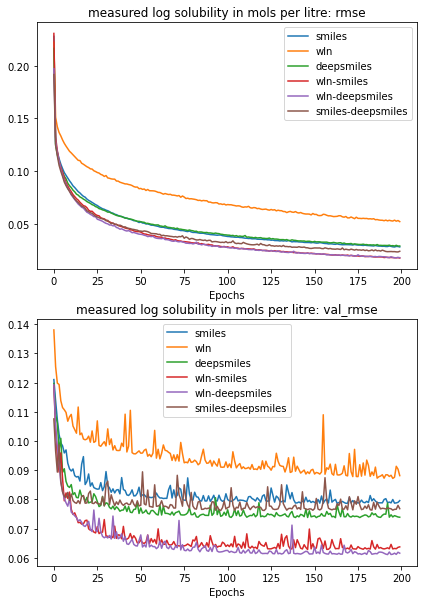 measured log solubility in mols per litre: rmse
smiles
wln
deepsmiles
wln-smiles
wln-deepsmiles
smiles-deepsmiles
0.20
0.15
0.10
0.05
0 25 50 75 100 125 150 175 200
Epochs
measured log solubility in mols per litre: val_rmse
0.14
smiles
wln
deepsmiles
wln-smiles
wln-deepsmiles
smiles-deepsmiles
0.13
0.12
0.11
0.10
0.09
0.08
0.07
0.06
0 25 50 75 100 125 150 175 200
Epochs